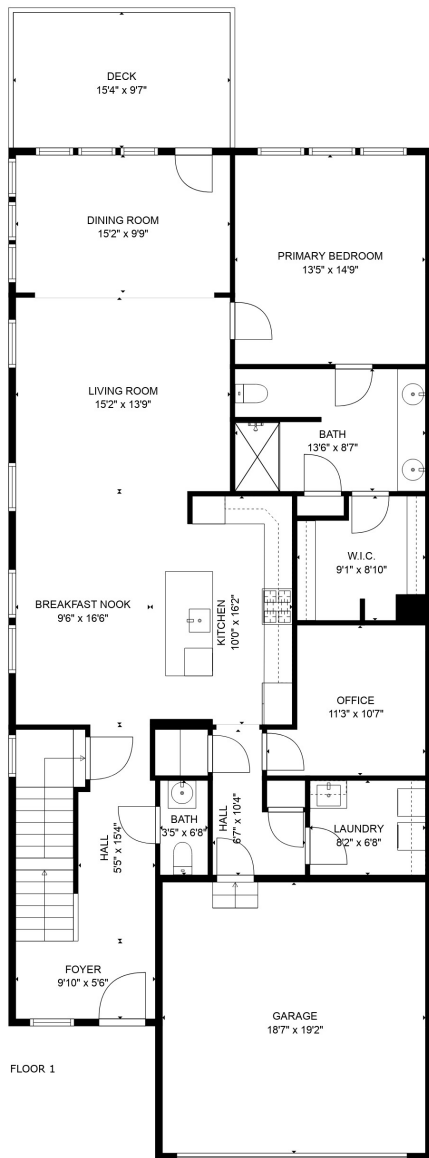 DECK
15'4" x 9'7"
DINING ROOM
15'2" x 9'9"
PRIMARY BEDROOM
13'5" x 14'9"
LIVING ROOM
15'2" x 13'9"
BATH
13'6" x 8'7"
W.I.C.
9'1" x 8'10"
BREAKFAST NOOK
9'6" x 16'6"
KITCHEN
10'0" x 16'2"
OFFICE
11'3" x 10'7"
HALL
5'5" x 15'4"
BATH
3'5" x 6'8"
HALL
6'7" x 10'4"
LAUNDRY
8'2" x 6'8"
FOYER
9'10" x 5'6"
GARAGE
18'7" x 19'2"
FLOOR 1